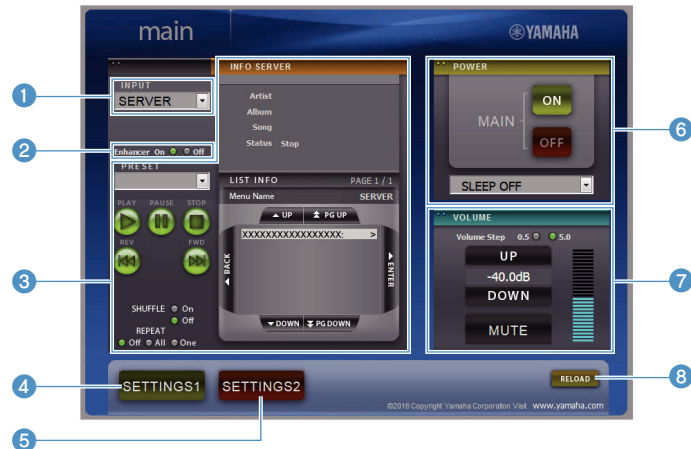 main
YAMAHA
INFO SERVER
POWER
1
INPUT
SERVER
Artist
Album
Song
Status Stop
MAIN
ON
OFF
6
2
Enhancer On Off
PRESET
SLEEP OFF
LIST INFO PAGE 1 / 1
Menu Name SERVER
PLAY PAUSE STOP
UP PG UP
XXXXXXXXXXXXXXXXX: >
REV FWD
BACK
ENTER
3
SHUFFLE On
Off
REPEAT
Off All One
DOWN PG DOWN
VOLUME
Volume Step 0.5 5.0
UP
-40.0dB
DOWN
MUTE
7
4
SETTINGS1
SETTINGS2
RELOAD
8
©2016 Copyright Yamaha Corporation Visit www.yamaha.com
5